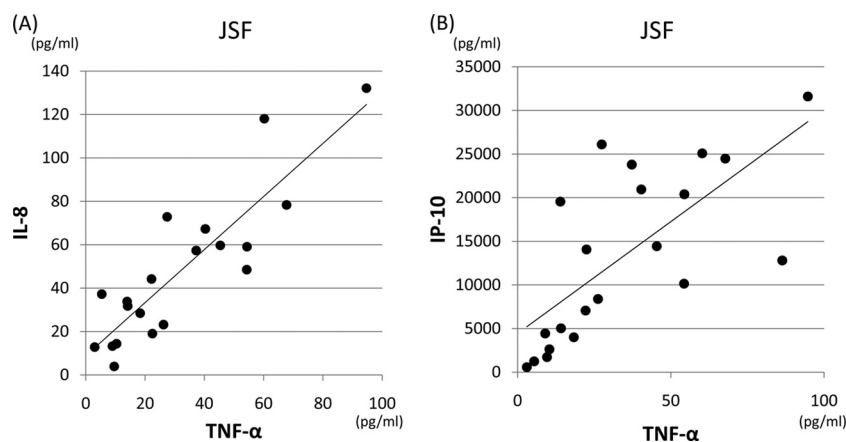 (A)
JSF
(pg/ml)
140
120
100
80
60
40
20
0
IL-8
0 20 40 60 80 100
(pg/ml)
TNF-α
(B)
JSF
(pg/ml)
35000
30000
25000
20000
15000
10000
5000
0
IP-10
0 50 100
(pg/ml)
TNF-α